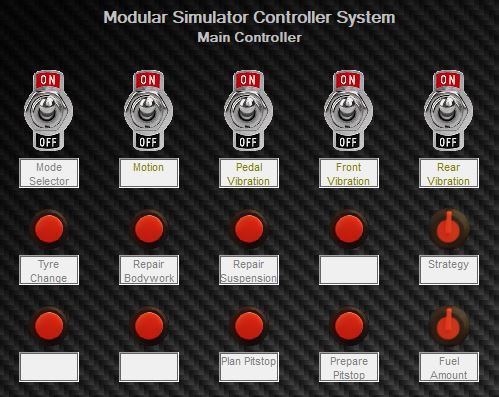 Modular Simulator Controller System
Main Controller
ON ON ON ON ON
OFF OFF OFF OFF OFF
Mode Selector
Motion
Pedal Vibration
Front Vibration
Rear Vibration
Tyre Change
Repair Bodywork
Repair Suspension
Strategy
Plan Pitstop
Prepare Pitstop
Fuel Amount